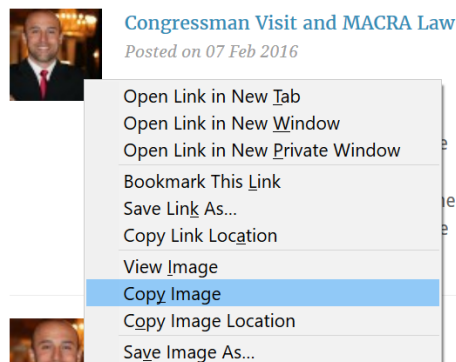 Congressman Visit and MACRA Law
Posted on 07 Feb 2016
Open Link in New Tab
Open Link in New Window
Open Link in New Private Window
Bookmark This Link
Save Link As...
Copy Link Location
View Image
Copy Image
Copy Image Location
Save Image As...